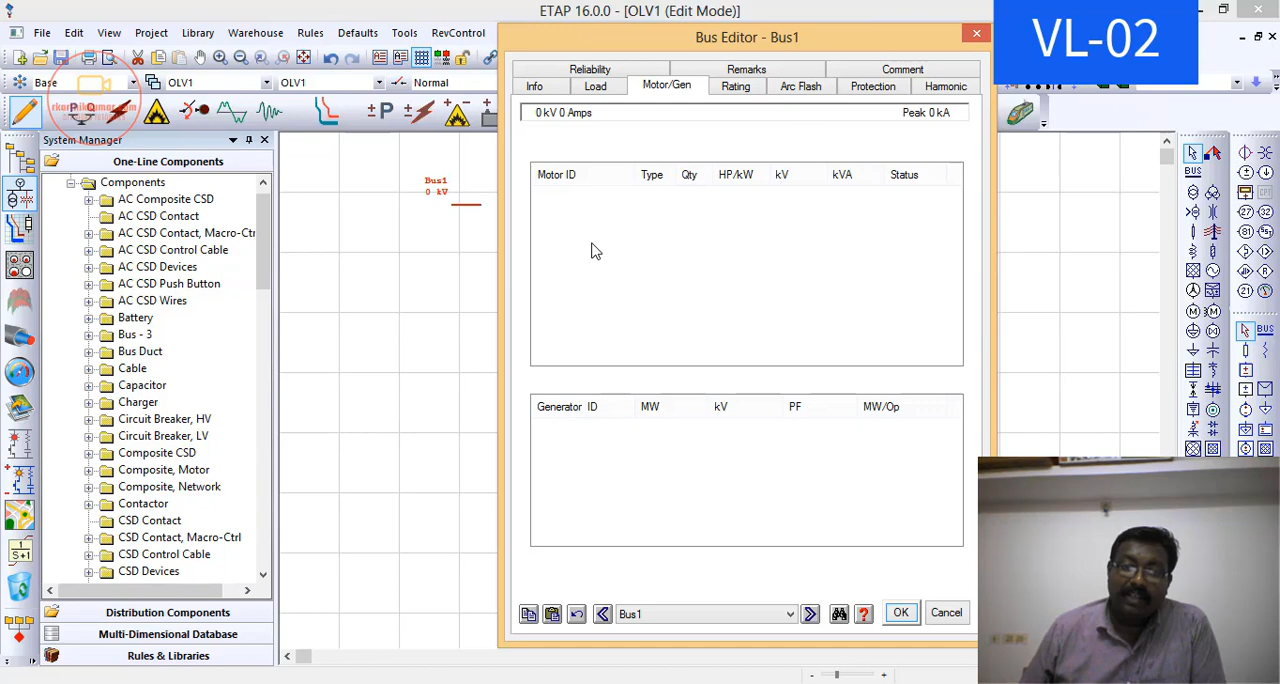 ETAP 16.0.0 - [OLV1 (Edit Mode)]
VL-02
File Edit View Project Library Warehouse Rules Defaults Tools RevControl
Bus Editor - Bus1
Base OLV1 OLV1 Normal
Reliability Remarks Comment
Info Load Motor/Gen Rating Arc Flash Protection Harmonic
0 kV 0 Amps Peak 0 kA
System Manager
One-Line Components
Components
AC Composite CSD
AC CSD Contact
AC CSD Contact, Macro-Ctr
AC CSD Control Cable
AC CSD Devices
AC CSD Push Button
AC CSD Wires
Battery
Bus - 3
Bus Duct
Cable
Capacitor
Charger
Circuit Breaker, HV
Circuit Breaker, LV
Composite CSD
Composite, Motor
Composite, Network
Contactor
CSD Contact
CSD Contact, Macro-Ctrl
CSD Control Cable
CSD Devices
Distribution Components
Multi-Dimensional Database
Rules & Libraries
Bus1
0 kV
Motor ID Type Qty HP/kW kV kVA Status
Generator ID MW kV PF MW/Op
Bus1
OK Cancel
BUS
BUS